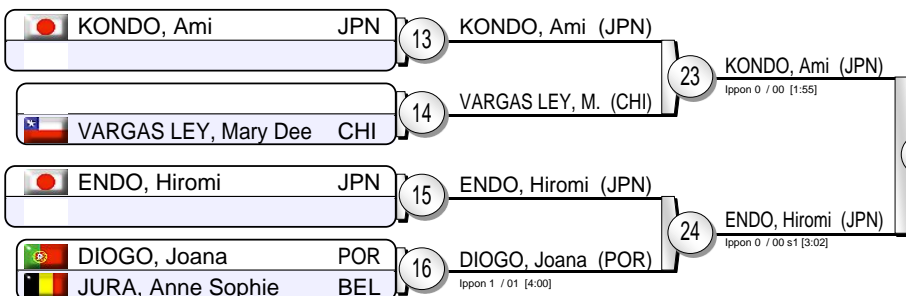 KONDO, Ami JPN
13
KONDO, Ami (JPN)
23
KONDO, Ami (JPN)
Ippon 0 / 00 [1:55]
14
VARGAS LEY, M. (CHI)
VARGAS LEY, Mary Dee CHI
ENDO, Hiromi JPN
15
ENDO, Hiromi (JPN)
24
ENDO, Hiromi (JPN)
Ippon 0 / 00 s1 [3:02]
DIOGO, Joana POR
16
DIOGO, Joana (POR)
Ippon 1 / 01 [4:00]
JURA, Anne Sophie BEL